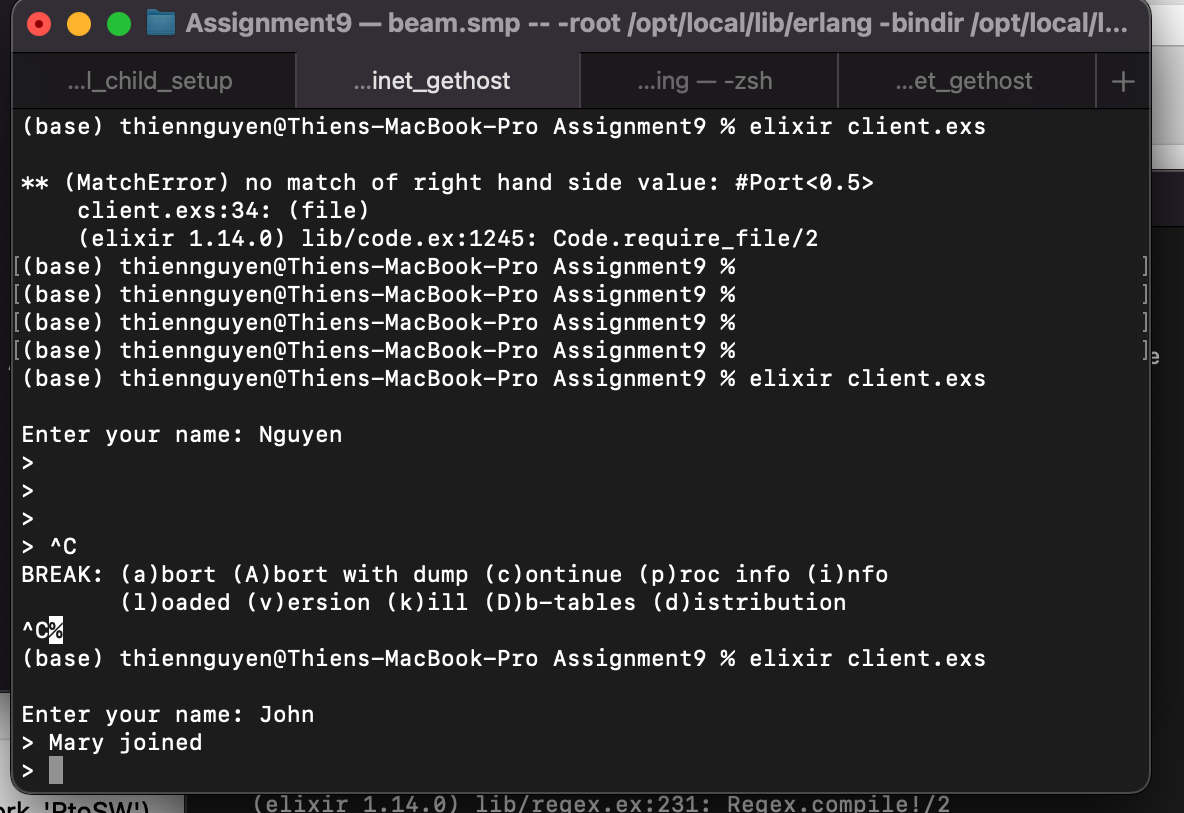 Assignment9 — beam.smp -- -root /opt/local/lib/erlang -bindir /opt/local/l...
...l_child_setup
...inet_gethost
...ing — -zsh
...et_gethost
+
(base) thiennguyen@Thiens-MacBook-Pro Assignment9 % elixir client.exs
** (MatchError) no match of right hand side value: #Port<0.5>
client.exs:34: (file)
(elixir 1.14.0) lib/code.ex:1245: Code.require_file/2
[(base) thiennguyen@Thiens-MacBook-Pro Assignment9 % ]
[(base) thiennguyen@Thiens-MacBook-Pro Assignment9 % ]
[(base) thiennguyen@Thiens-MacBook-Pro Assignment9 % ]
[(base) thiennguyen@Thiens-MacBook-Pro Assignment9 % ]
(base) thiennguyen@Thiens-MacBook-Pro Assignment9 % elixir client.exs
Enter your name: Nguyen
>
>
>
> ^C
BREAK: (a)bort (A)bort with dump (c)ontinue (p)roc info (i)nfo
(l)oaded (v)ersion (k)ill (D)b-tables (d)istribution
^C%
(base) thiennguyen@Thiens-MacBook-Pro Assignment9 % elixir client.exs
Enter your name: John
> Mary joined
>
(elixir 1.14.0) lib/regex.ex:231: Regex.compile!/2